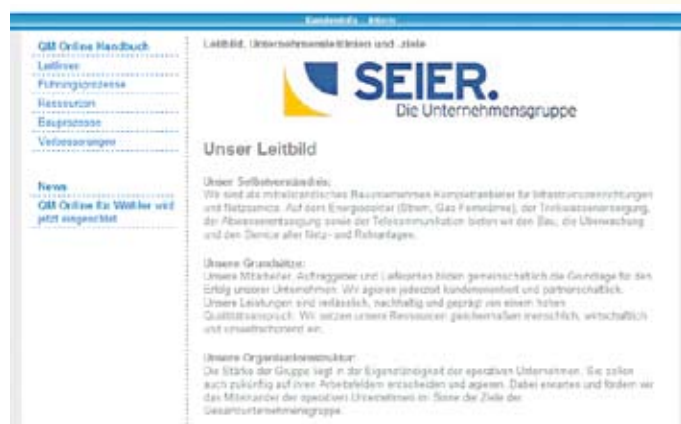 Kundeninfo Intern
QM Online Handbuch
Leitlinien
Führungsprozesse
Ressourcen
Bauprozesse
Verbesserungen
News
QM Online für Wähler wird
jetzt eingerichtet
Leitbild, Unternehmensleitlinien und -ziele
SEIER.
Die Unternehmensgruppe
Unser Leitbild
Unser Selbstverständnis:
Wir sind als mittelständisches Bauunternehmen Komplettanbieter für Infrastruktureinrichtungen
und Netzservice. Auf dem Energiesektor (Strom, Gas Fernwärme), der Trinkwasserversorgung,
der Abwasserentsorgung sowie der Telekommunikation bieten wir den Bau, die Überwachung
und den Service aller Netz- und Rohranlagen.
Unsere Grundsätze:
Unsere Mitarbeiter, Auftraggeber und Lieferanten bilden gemeinschaftlich die Grundlage für den
Erfolg unserer Unternehmen. Wir agieren jederzeit kundenorientiert und partnerschaftlich.
Unsere Leistungen sind verlässlich, nachhaltig und geprägt von einem hohen
Qualitätsanspruch. Wir setzen unsere Ressourcen gleichermaßen menschlich, wirtschaftlich
und umweltschonend ein.
Unsere Organisationsstruktur:
Die Stärke der Gruppe liegt in der Eigenständigkeit der operativen Unternehmen. Sie sollen
auch zukünftig auf ihren Arbeitsfeldern entscheiden und agieren. Dabei erwarten und fördern wir
das Miteinander der operativen Unternehmen im Sinne der Ziele der
Gesamtunternehmensgruppe.